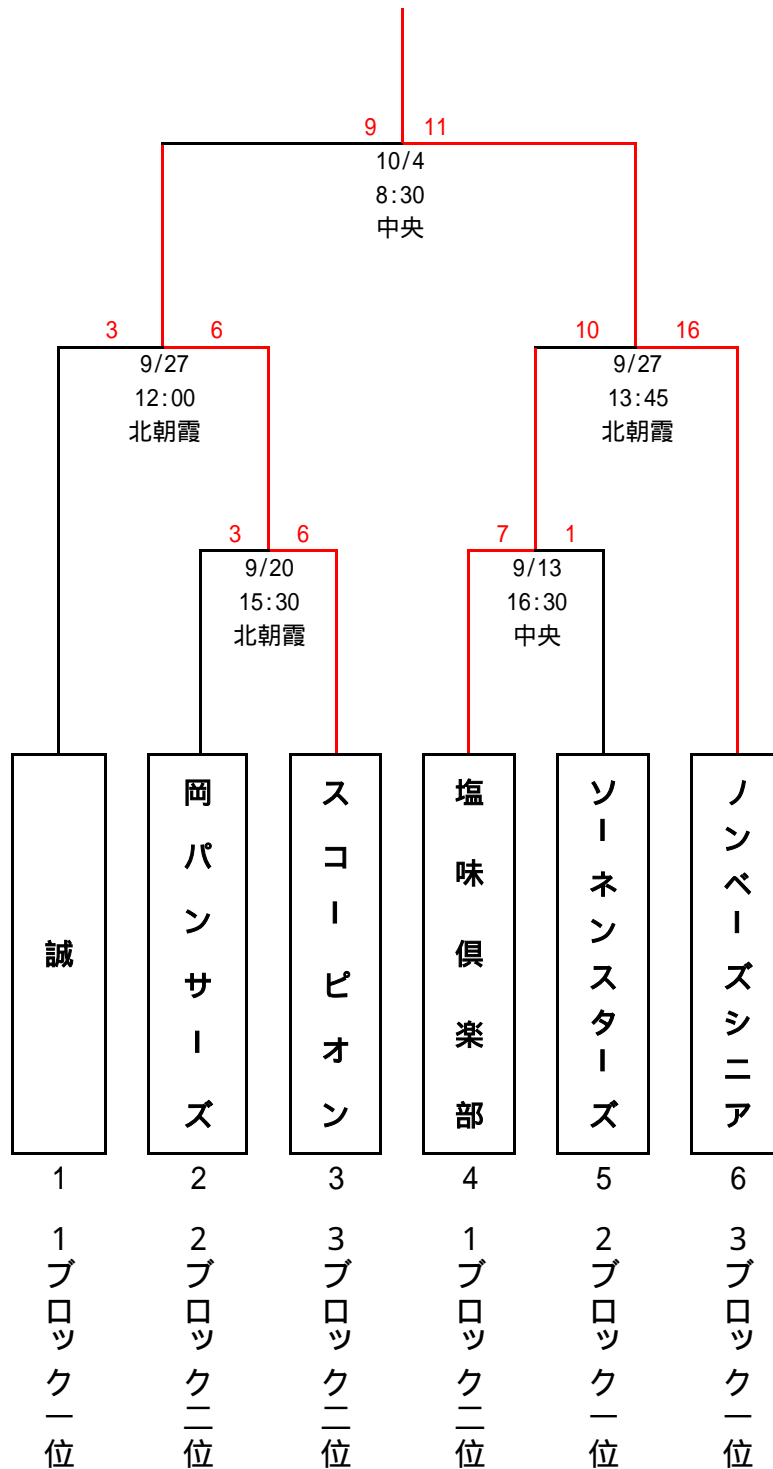 9 11
10/4
8:30
中央
3 6
9/27
12:00
北朝霞
10 16
9/27
13:45
北朝霞
3 6
9/20
15:30
北朝霞
7 1
9/13
16:30
中央
誠
岡パンサーズ
スコーピオン
塩味倶楽部
ソーネンスターズ
ノンベーズシニア
1 2 3 4 5 6
1ブロック一位
2ブロック二位
3ブロック二位
1ブロック二位
2ブロック一位
3ブロック一位